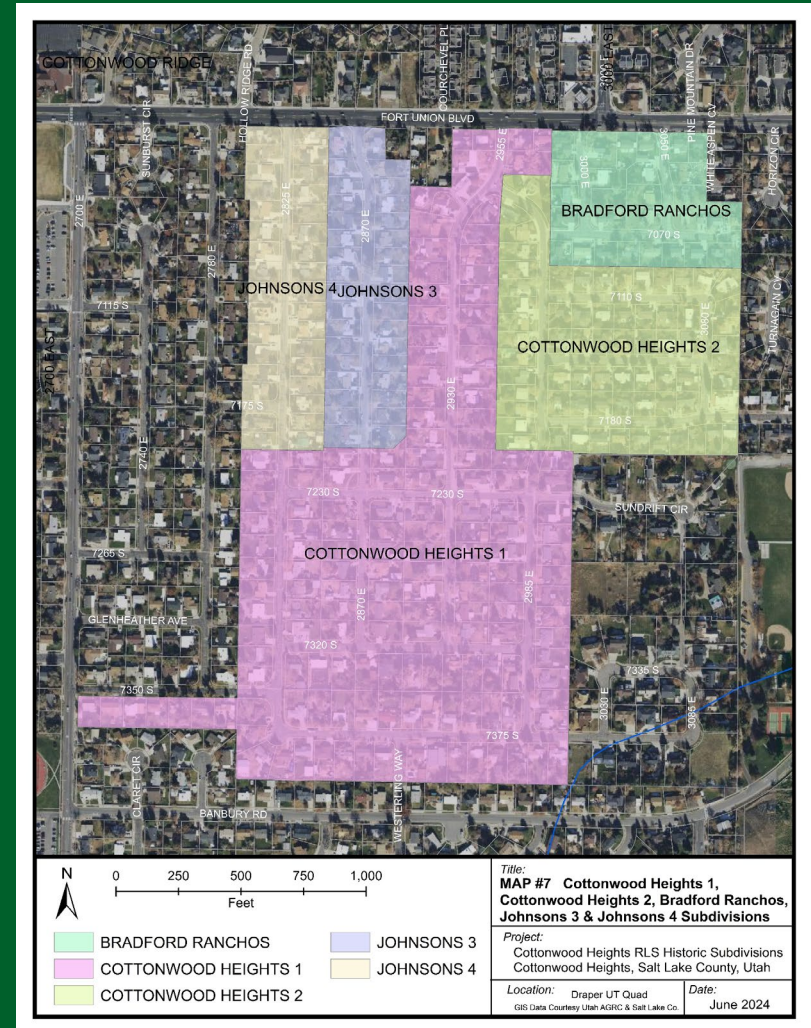 COTTONWOOD RIDGE
HOLLOW RIDGE RD
COURCHEVEL PL
3000 EAST
PINE MOUNTAIN DR
FORT UNION BLVD
SUNBURST CIR
2955 E
3000 E
3050 E
WHITE ASPEN CV
HORIZON CIR
2700 E
2825 E
2870 E
BRADFORD RANCHOS
7070 S
2780 E
JOHNSONS 4
JOHNSONS 3
7110 S
7115 S
3080 E
TURNAGAIN CV
2700 EAST
COTTONWOOD HEIGHTS 2
2930 E
7175 S
7180 S
2740 E
7230 S
7230 S
SUNDRIFT CIR
7265 S
COTTONWOOD HEIGHTS 1
2870 E
2985 E
GLENHEATHER AVE
7320 S
7335 S
7350 S
3030 E
3085 E
7375 S
CLARET CIR
WESTERLING WAY
BANBURY RD
N
0 250 500 750 1,000
Feet
BRADFORD RANCHOS
COTTONWOOD HEIGHTS 1
COTTONWOOD HEIGHTS 2
JOHNSONS 3
JOHNSONS 4
Title:
MAP #7 Cottonwood Heights 1,
Cottonwood Heights 2, Bradford Ranchos,
Johnsons 3 & Johnsons 4 Subdivisions
Project:
Cottonwood Heights RLS Historic Subdivisions
Cottonwood Heights, Salt Lake County, Utah
Location: Draper UT Quad
GIS Data Courtesy Utah AGRC & Salt Lake Co.
Date:
June 2024